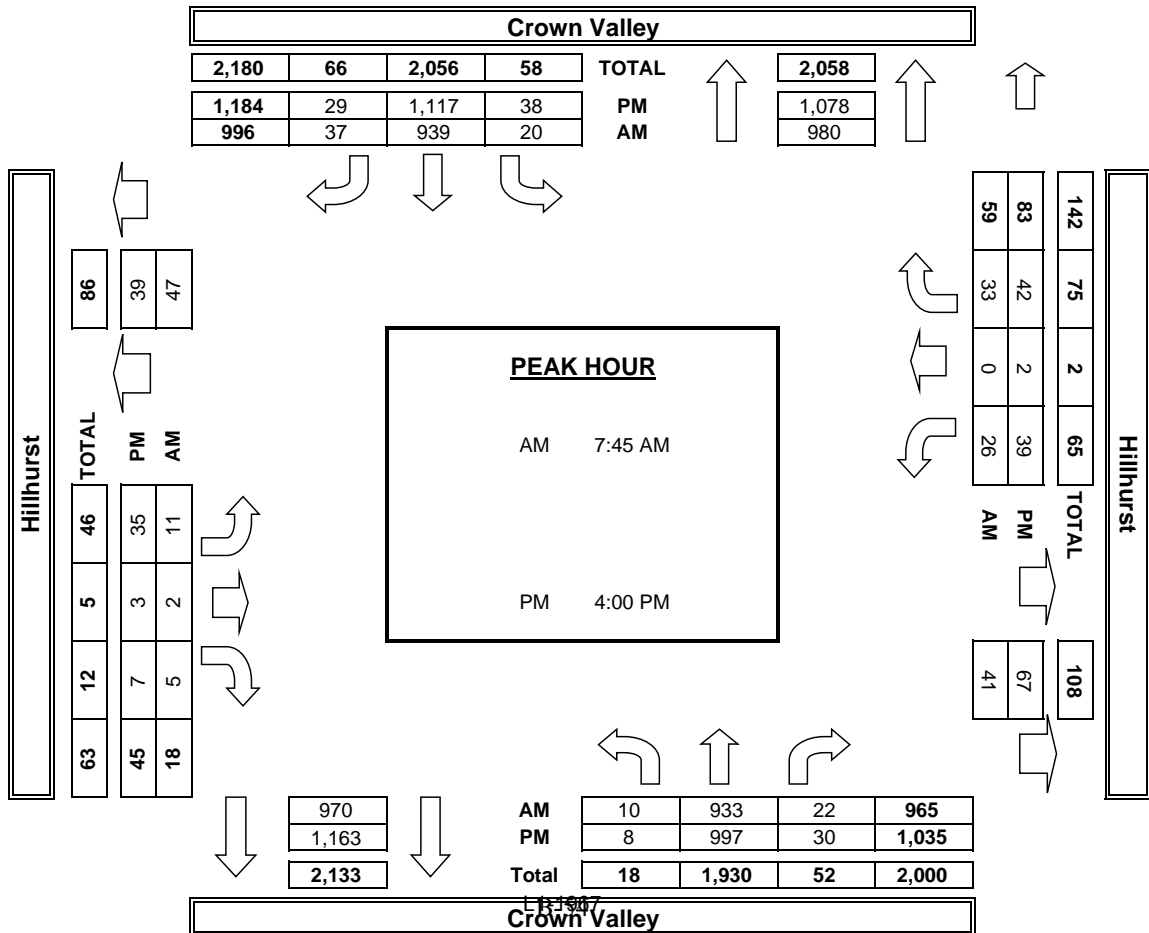 Crown Valley
2,180 66 2,056 58 TOTAL 2,058
1,184 29 1,117 38 PM 1,078
996 37 939 20 AM 980
Hillhurst
86 39 47
TOTAL PM AM
46 35 11
5 3 2
12 7 5
63 45 18
PEAK HOUR
AM 7:45 AM
PM 4:00 PM
59 83 142
33 42 75
0 2 2
26 39 65
AM PM TOTAL
41 67 108
Hillhurst
970 AM 10 933 22 965
1,163 PM 8 997 30 1,035
2,133 Total 18 1,930 52 2,000
Crown Valley